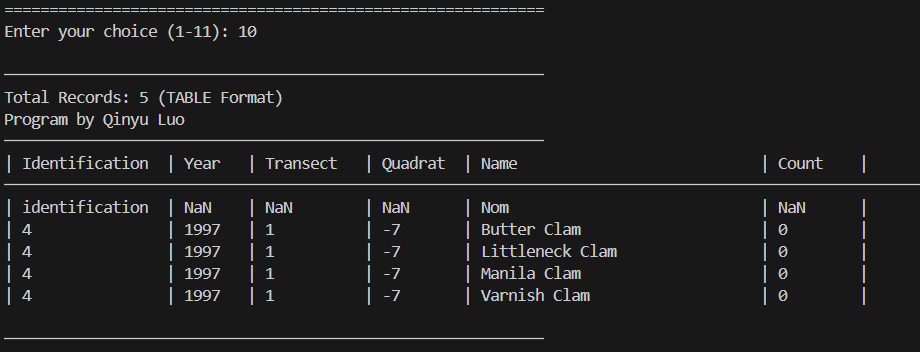 ============================================================
Enter your choice (1-11): 10
────────────────────────────────────────────────────────────
Total Records: 5 (TABLE Format)
Program by Qinyu Luo
────────────────────────────────────────────────────────────
| Identification | Year | Transect | Quadrat | Name | Count |
| identification | NaN | NaN | NaN | Nom | NaN |
| 4 | 1997 | 1 | -7 | Butter Clam | 0 |
| 4 | 1997 | 1 | -7 | Littleneck Clam | 0 |
| 4 | 1997 | 1 | -7 | Manila Clam | 0 |
| 4 | 1997 | 1 | -7 | Varnish Clam | 0 |